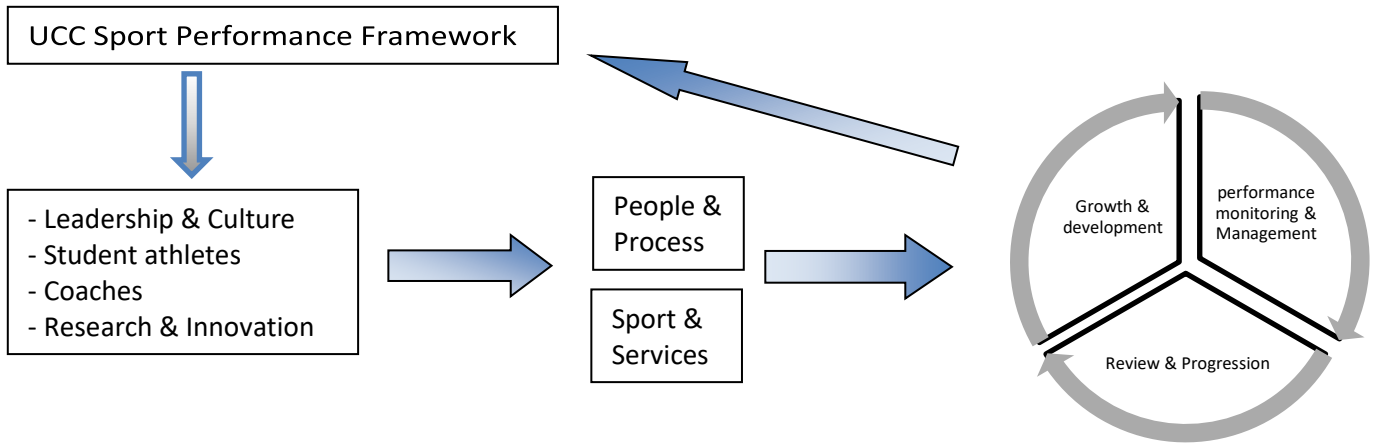 UCC Sport Performance Framework
- Leadership & Culture
- Student athletes
- Coaches
- Research & Innovation
People &
Process
Sport &
Services
Growth &
development
performance
monitoring &
Management
Review & Progression